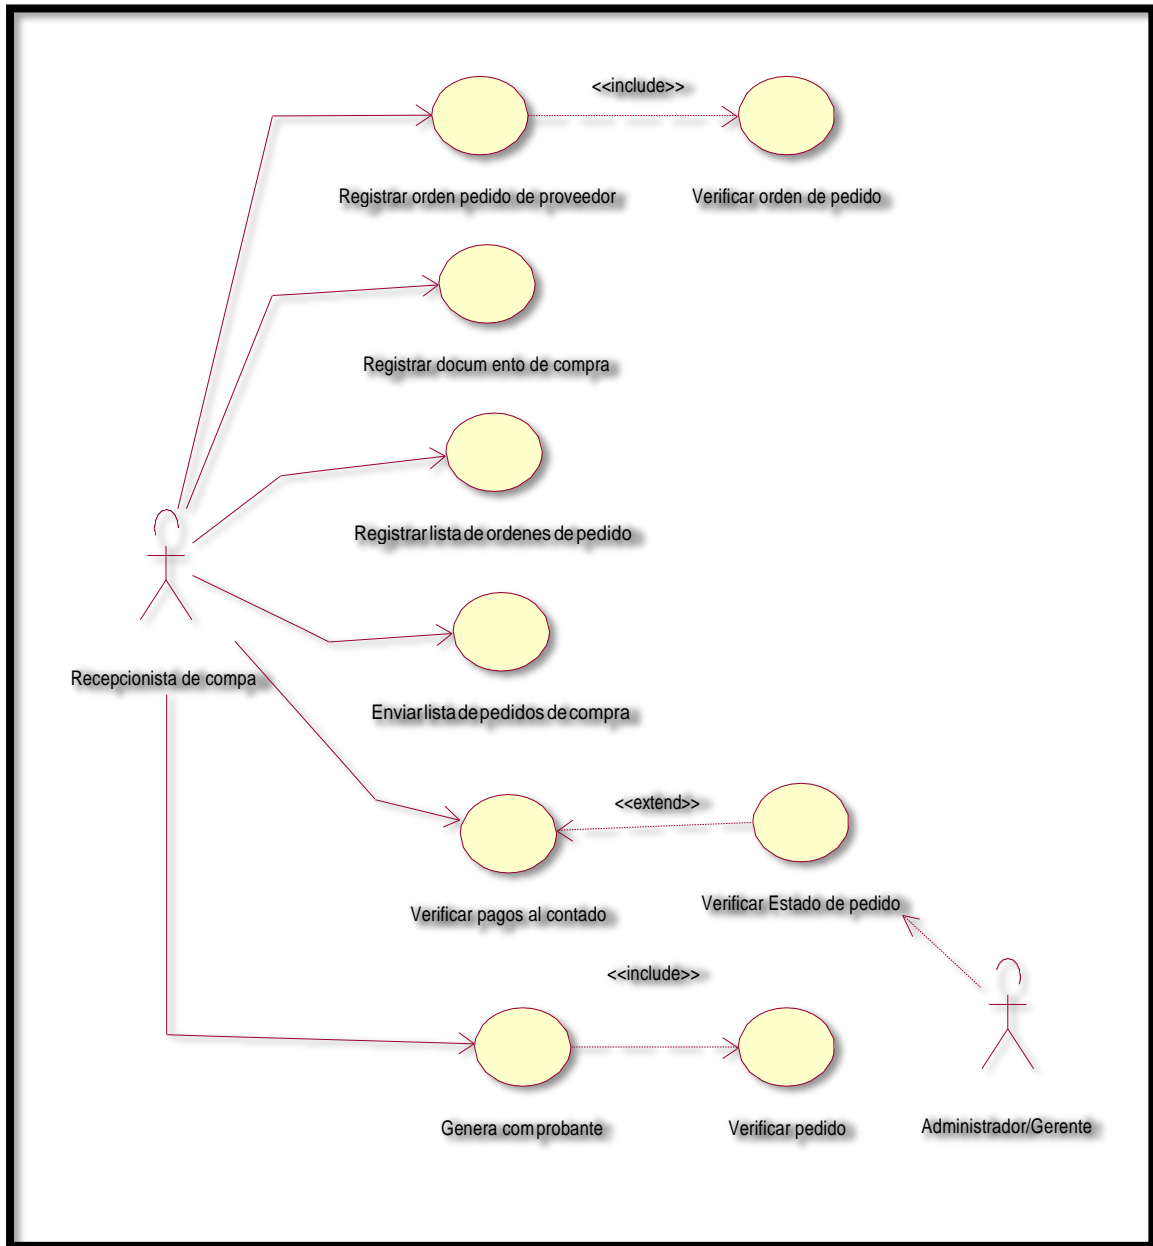 <<include>>
Registrar orden pedido de proveedor
Verificar orden de pedido
Registrar docum ento de compra
Registrar lista de ordenes de pedido
Recepcionista de compa
Enviar lista de pedidos de compra
<<extend>>
Verificar pagos al contado
Verificar Estado de pedido
<<include>>
Genera comprobante
Verificar pedido
Administrador/Gerente